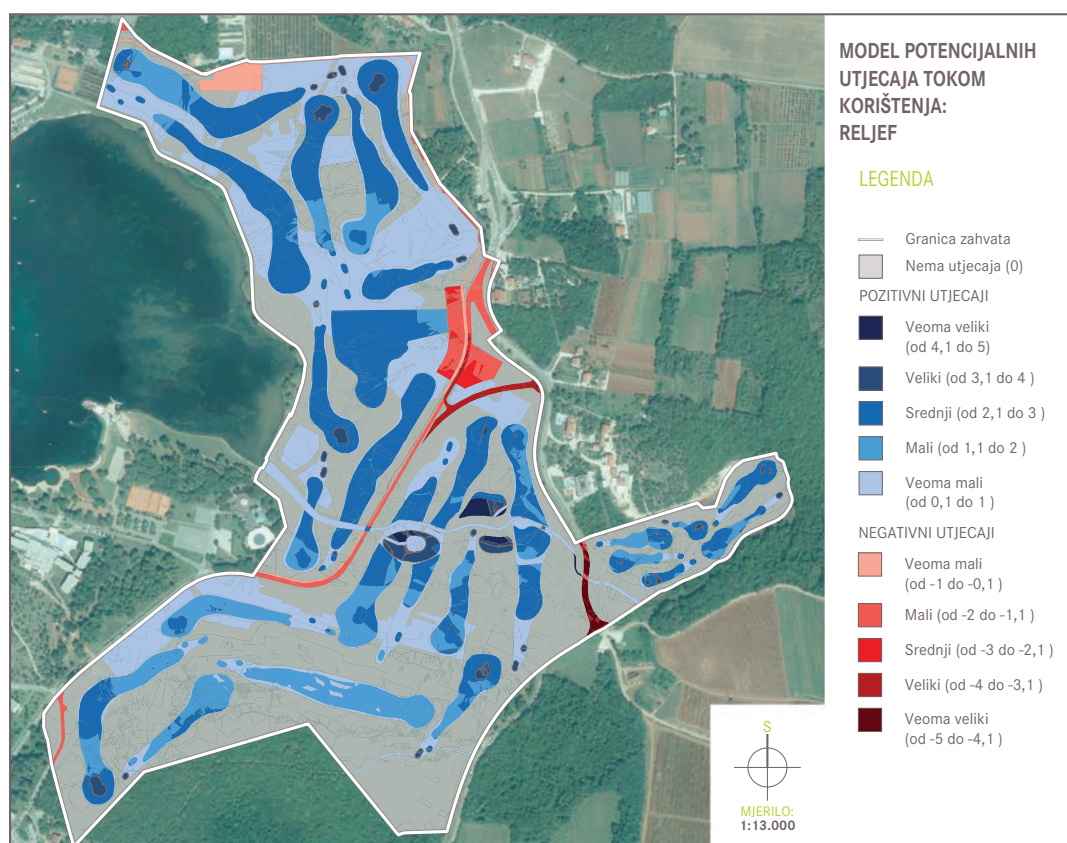 MODEL POTENCIJALNIH
UTJECAJA TOKOM
KORIŠTENJA:
RELJEF
LEGENDA
Granica zahvata
Nema utjecaja (0)
POZITIVNI UTJECAJI
Veoma veliki
(od 4,1 do 5)
Veliki (od 3,1 do 4 )
Srednji (od 2,1 do 3 )
Mali (od 1,1 do 2 )
Veoma mali
(od 0,1 do 1 )
NEGATIVNI UTJECAJI
Veoma mali
(od -1 do -0,1 )
Mali (od -2 do -1,1 )
Srednji (od -3 do -2,1 )
Veliki (od -4 do -3,1 )
Veoma veliki
(od -5 do -4,1 )
S
MJERILO:
1:13.000